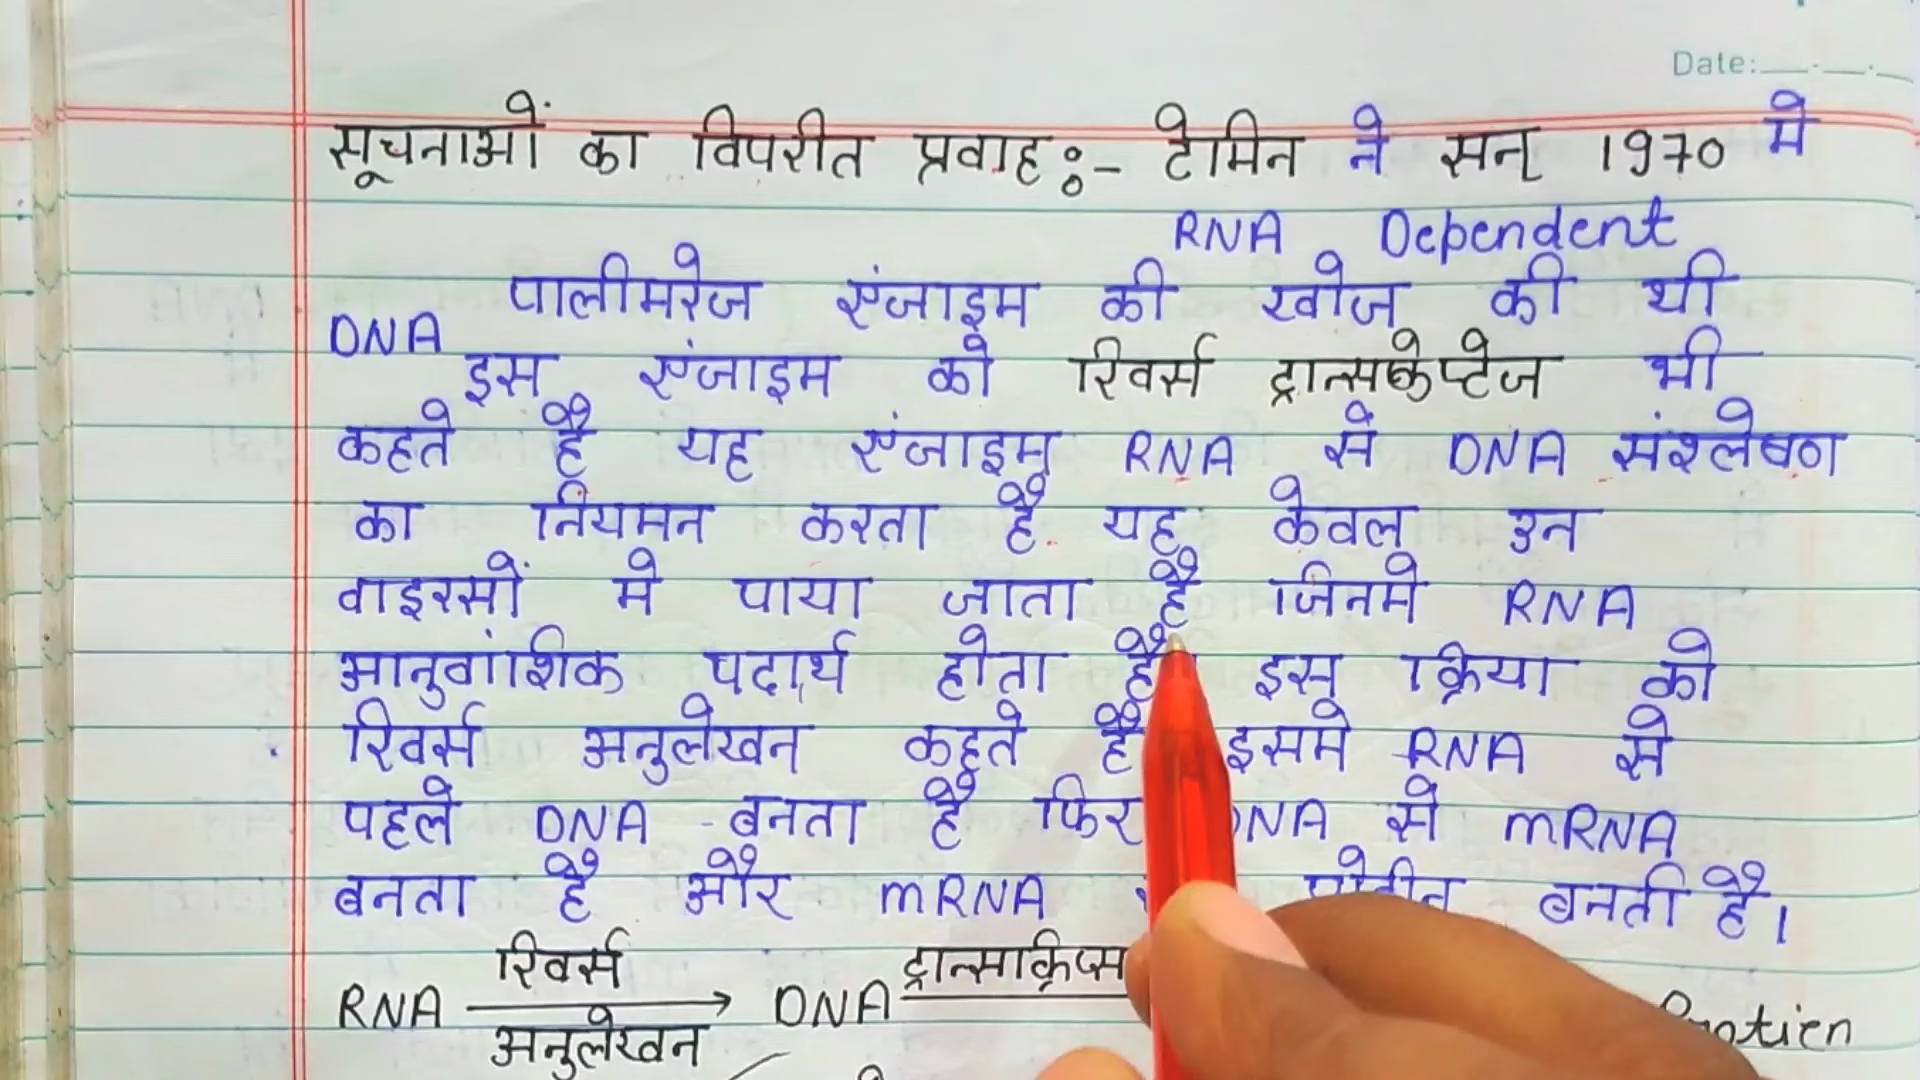 Date:
सूचनाओं का विपरीत प्रवाह:- टेमिन ने सन् 1970 मे
RNA Dependent
DNA पालीमरेज एंजाइम की खोज की थी
इस एंजाइम को रिवर्स ट्रान्सक्रेप्टेज भी
कहते है यह एंजाइम RNA से DNA संश्लेषण
का नियमन करता है यह केवल उन
वाइरसों मे पाया जाता है जिनमे RNA
आनुवांशिक पदार्थ होता है इस क्रिया को
रिवर्स अनुलेखन कहते है इसमे RNA से
पहले DNA बनता है फिर DNA से mRNA
बनता है और mRNA बनती है।
रिवर्स ट्रान्सक्रिप्स
RNA → DNA
अनुलेखन